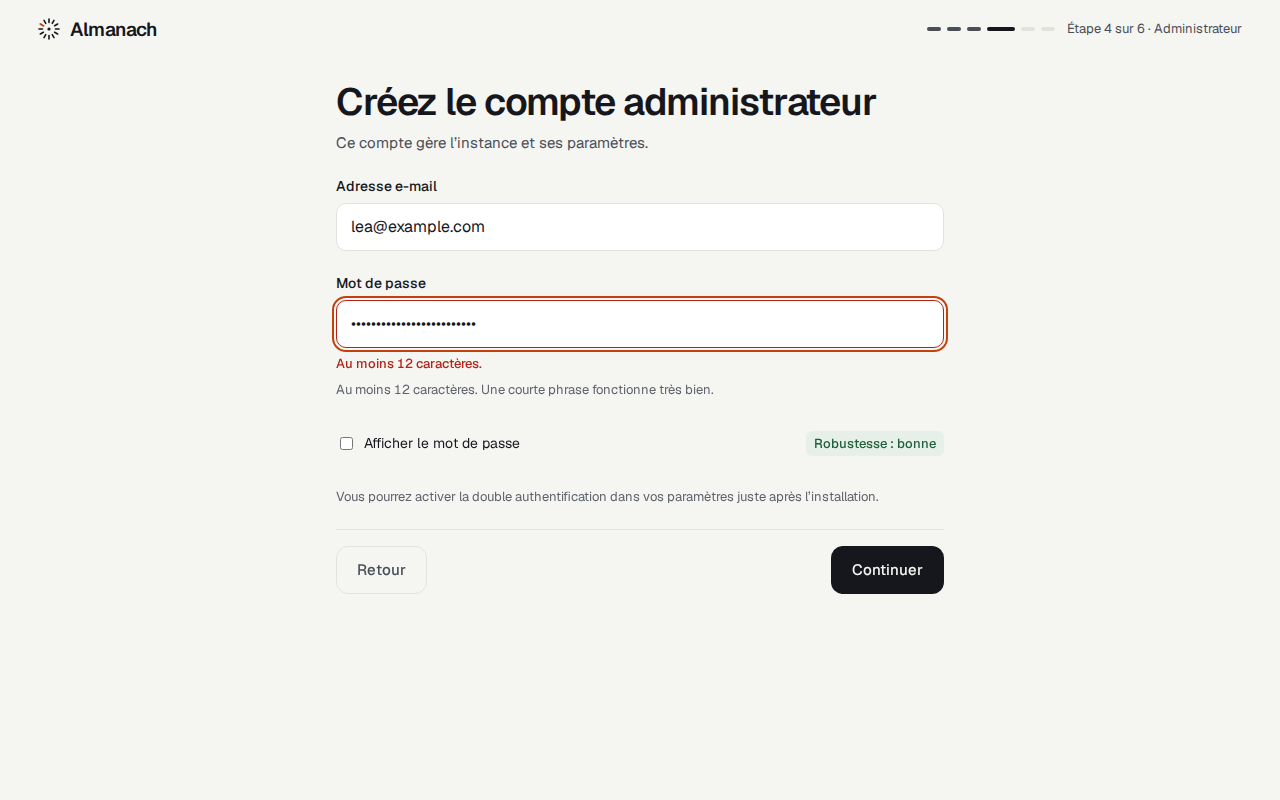 Almanach
Étape 4 sur 6 · Administrateur
Créez le compte administrateur
Ce compte gère l’instance et ses paramètres.
Adresse e-mail
lea@example.com
Mot de passe
•••••••••••••••••••••••••
Au moins 12 caractères.
Au moins 12 caractères. Une courte phrase fonctionne très bien.
Afficher le mot de passe
Robustesse : bonne
Vous pourrez activer la double authentification dans vos paramètres juste après l’installation.
Retour
Continuer